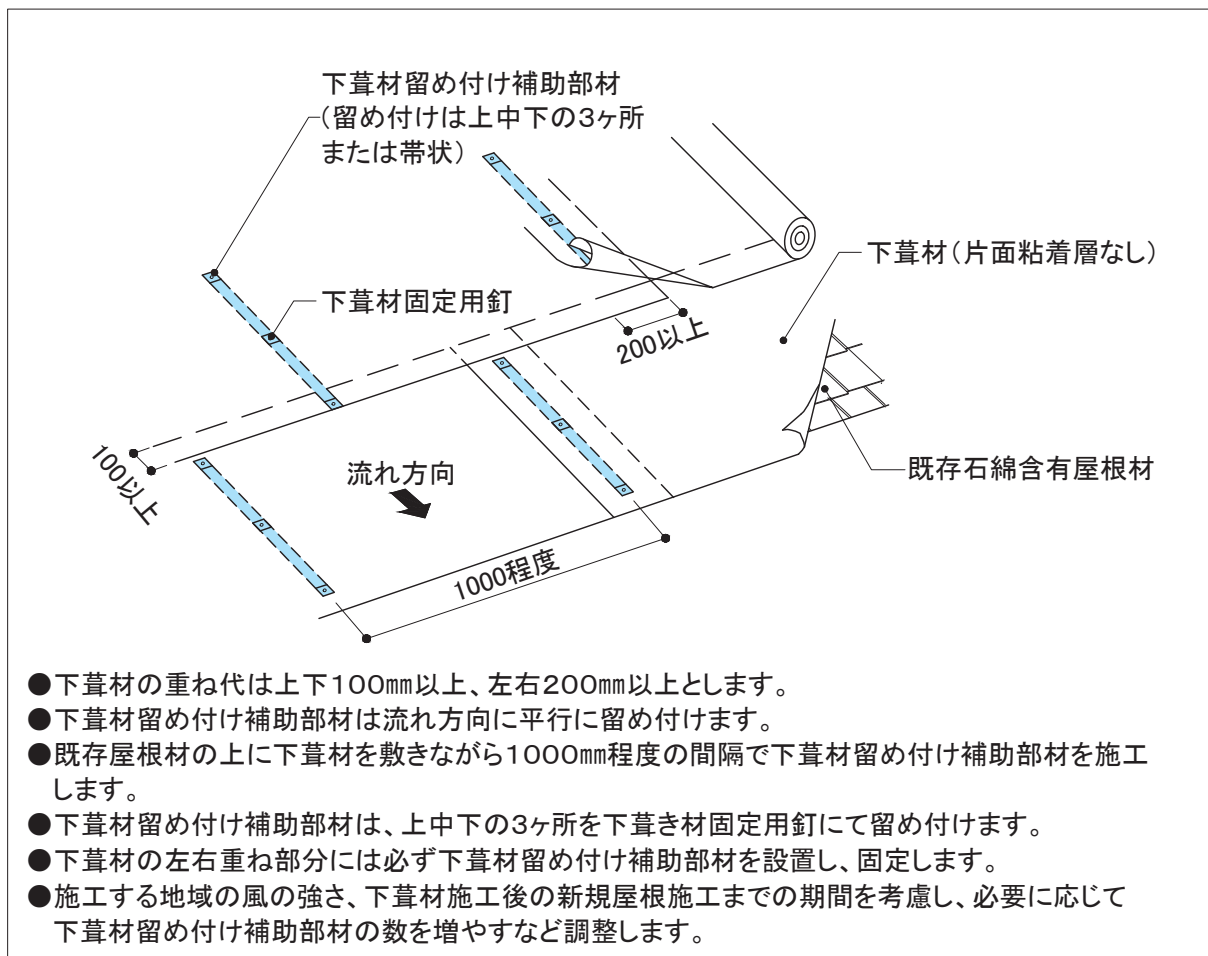 下葺材留め付け補助部材
(留め付けは上中下の3ヶ所
または帯状)
下葺材(片面粘着層なし)
下葺材固定用釘
200以上
既存石綿含有屋根材
流れ方向
100以上
1000程度
●下葺材の重ね代は上下100㎜以上、左右200㎜以上とします。
●下葺材留め付け補助部材は流れ方向に平行に留め付けます。
●既存屋根材の上に下葺材を敷きながら1000㎜程度の間隔で下葺材留め付け補助部材を施工
します。
●下葺材留め付け補助部材は、上中下の3ヶ所を下葺き材固定用釘にて留め付けます。
●下葺材の左右重ね部分には必ず下葺材留め付け補助部材を設置し、固定します。
●施工する地域の風の強さ、下葺材施工後の新規屋根施工までの期間を考慮し、必要に応じて
下葺材留め付け補助部材の数を増やすなど調整します。